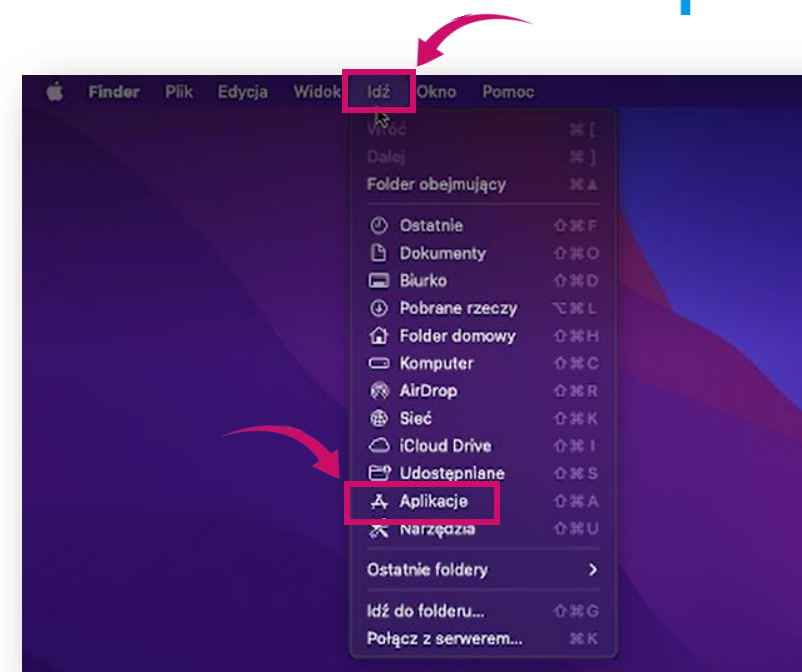 Finder Plik Edycja Widok Idź Okno Pomoc
Wróć ⌘ [
Dalej ⌘ ]
Folder obejmujący ⌘▲
Ostatnie ⇧⌘F
Dokumenty ⇧⌘O
Biurko ⇧⌘D
Pobrane rzeczy ⌥⌘L
Folder domowy ⇧⌘H
Komputer ⇧⌘C
AirDrop ⇧⌘R
Sieć ⇧⌘K
iCloud Drive ⇧⌘I
Udostępniane ⇧⌘S
Aplikacje ⇧⌘A
Narzędzia ⇧⌘U
Ostatnie foldery >
Idź do folderu... ⇧⌘G
Połącz z serwerem... ⌘K